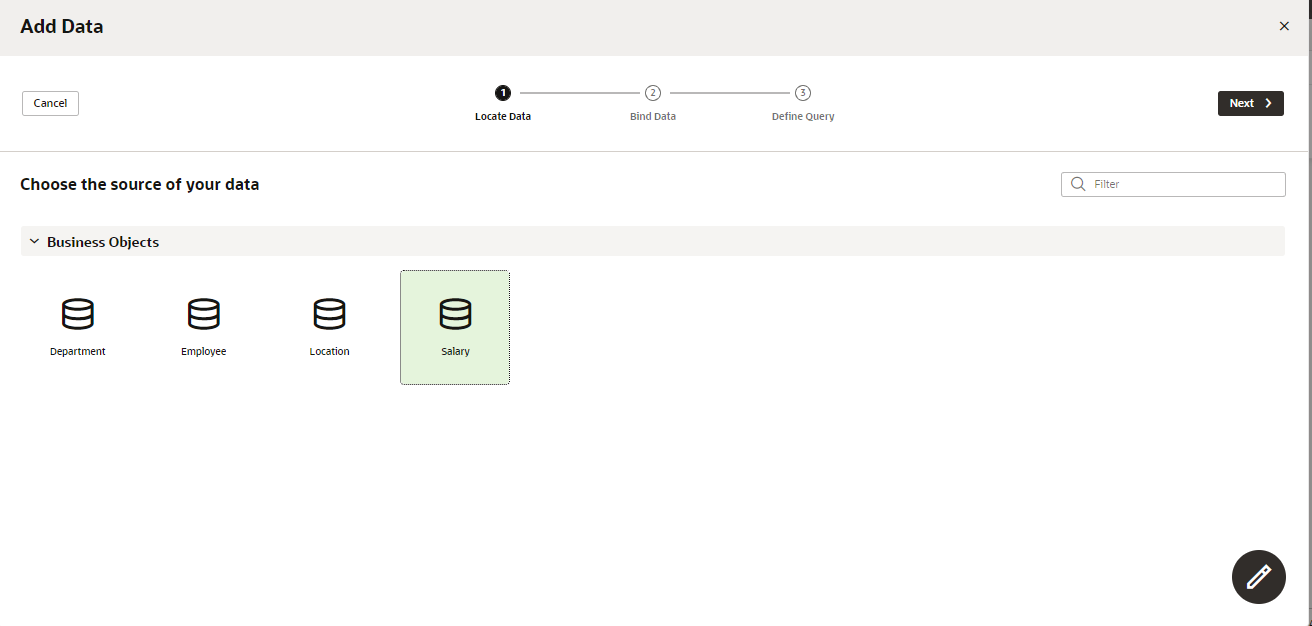 Add Data
Cancel
1
2
3
Locate Data
Bind Data
Define Query
Next
Choose the source of your data
Filter
Business Objects
Department
Employee
Location
Salary